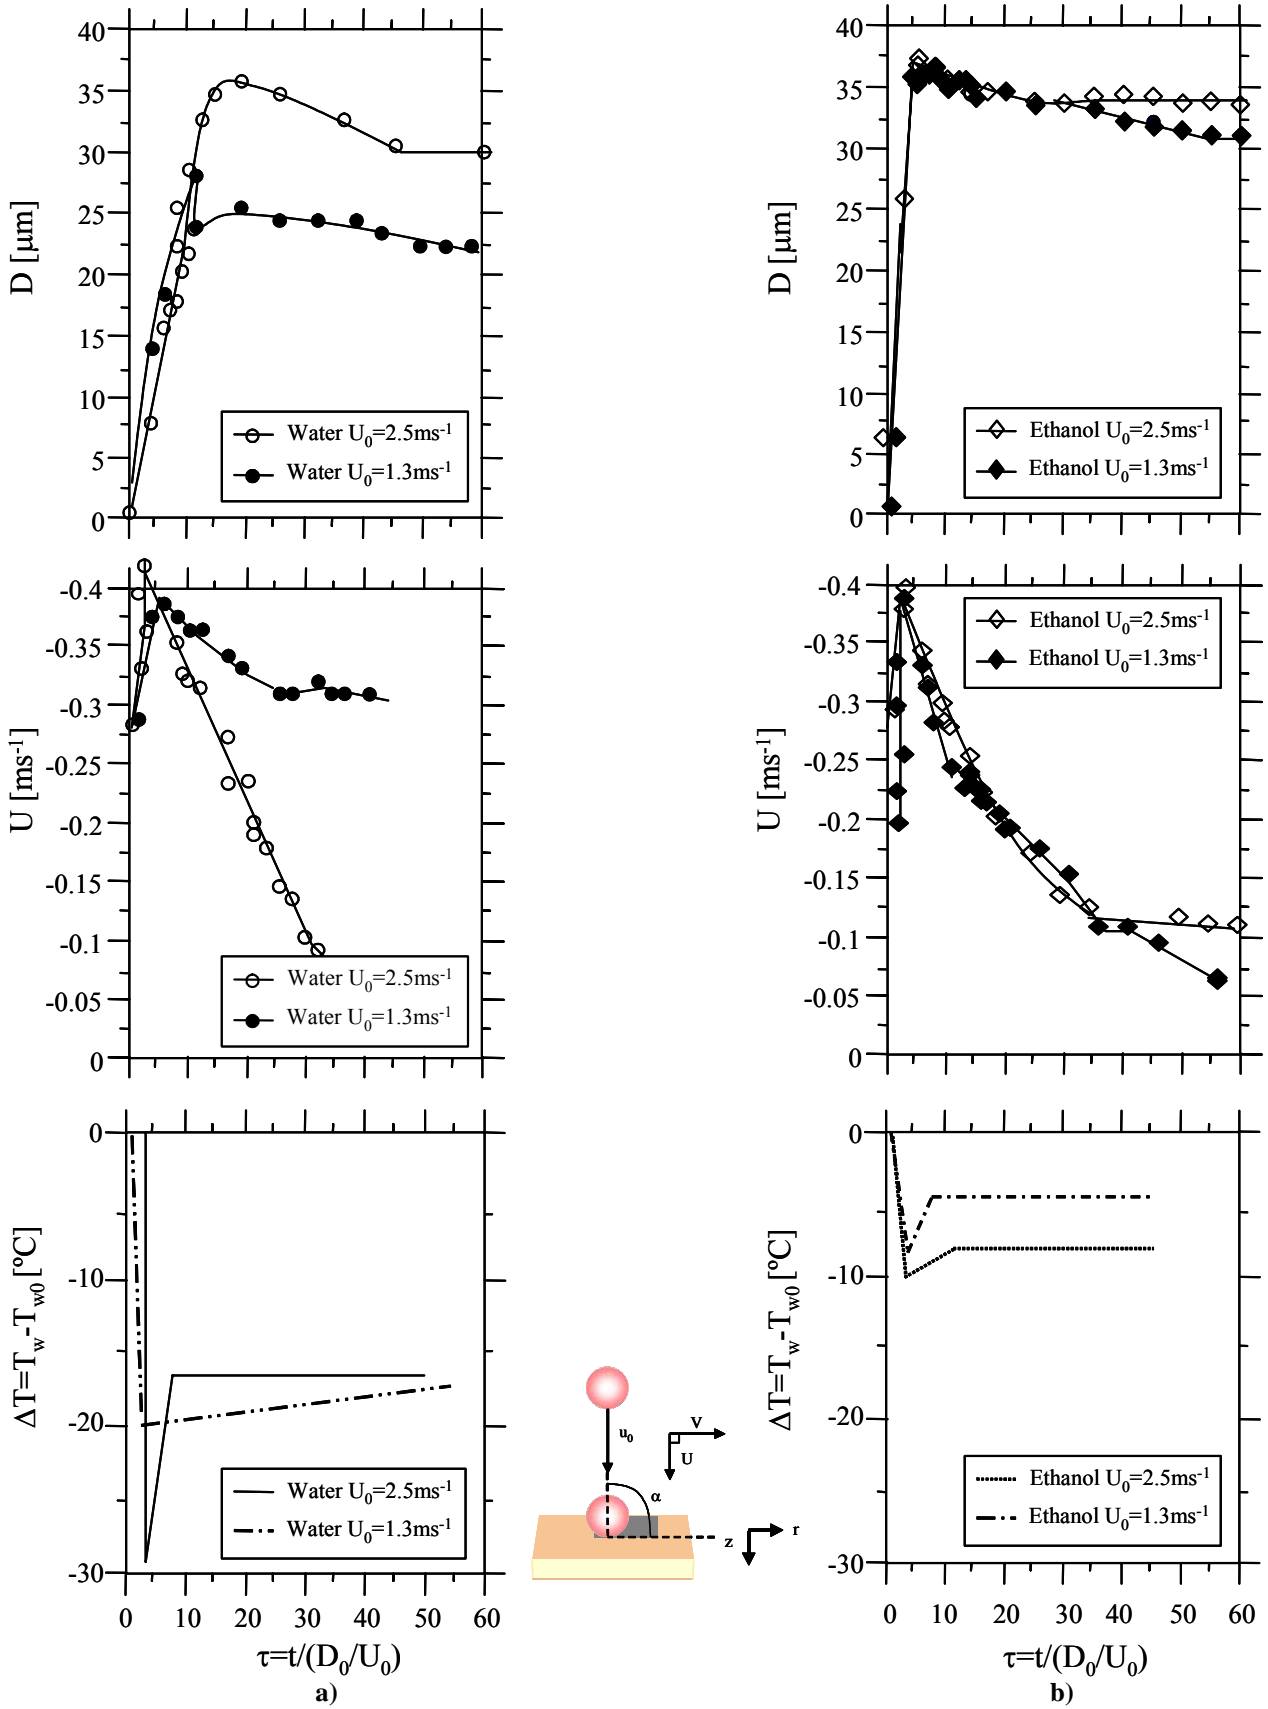 40
35
30
25
20
15
10
5
0
D [µm]
Water U₀=2.5ms⁻¹
Water U₀=1.3ms⁻¹
40
35
30
25
20
15
10
5
0
D [µm]
Ethanol U₀=2.5ms⁻¹
Ethanol U₀=1.3ms⁻¹
-0.4
-0.35
-0.3
-0.25
-0.2
-0.15
-0.1
-0.05
0
U [ms⁻¹]
Water U₀=2.5ms⁻¹
Water U₀=1.3ms⁻¹
-0.4
-0.35
-0.3
-0.25
-0.2
-0.15
-0.1
-0.05
0
U [ms⁻¹]
Ethanol U₀=2.5ms⁻¹
Ethanol U₀=1.3ms⁻¹
0
-10
-20
-30
ΔT=T_w-T_w0 [ºC]
Water U₀=2.5ms⁻¹
Water U₀=1.3ms⁻¹
0 10 20 30 40 50 60
τ=t/(D₀/U₀)
a)
u₀
V
U
α
z
r
0
-10
-20
-30
ΔT=T_w-T_w0 [ºC]
Ethanol U₀=2.5ms⁻¹
Ethanol U₀=1.3ms⁻¹
0 10 20 30 40 50 60
τ=t/(D₀/U₀)
b)